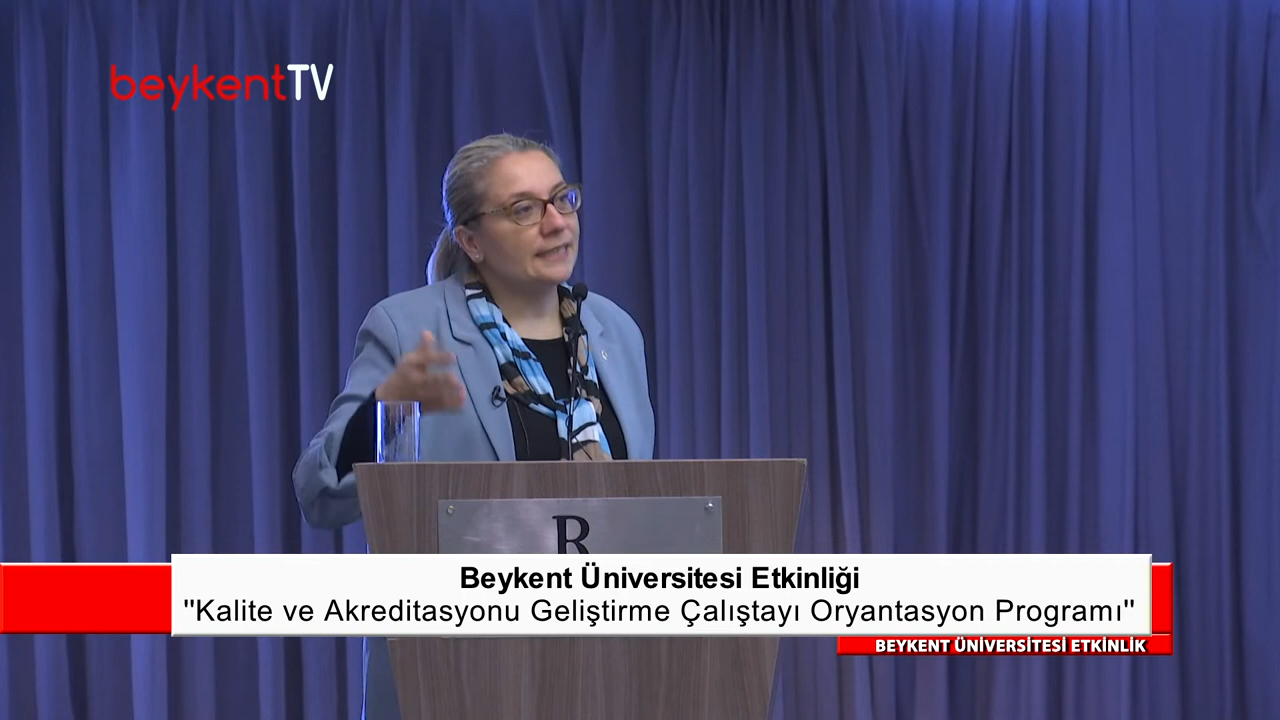 beykentTV
R
Beykent Üniversitesi Etkinliği
"Kalite ve Akreditasyonu Geliştirme Çalıştayı Oryantasyon Programı"
BEYKENT ÜNİVERSİTESİ ETKİNLİK